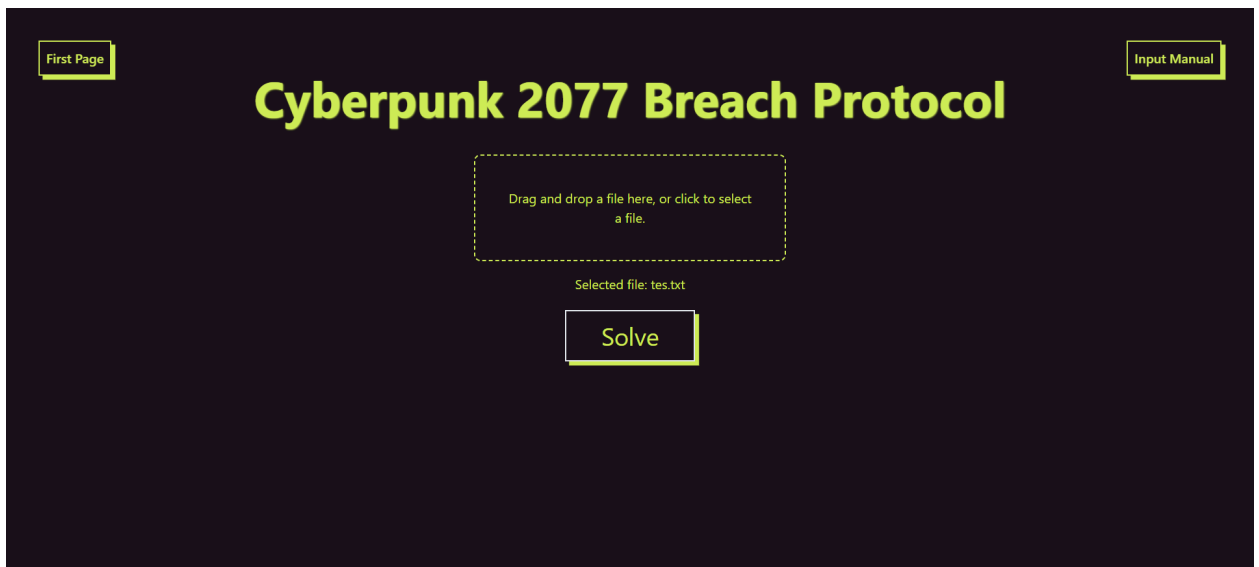 First Page
Input Manual
Cyberpunk 2077 Breach Protocol
Drag and drop a file here, or click to select
a file.
Selected file: tes.txt
Solve